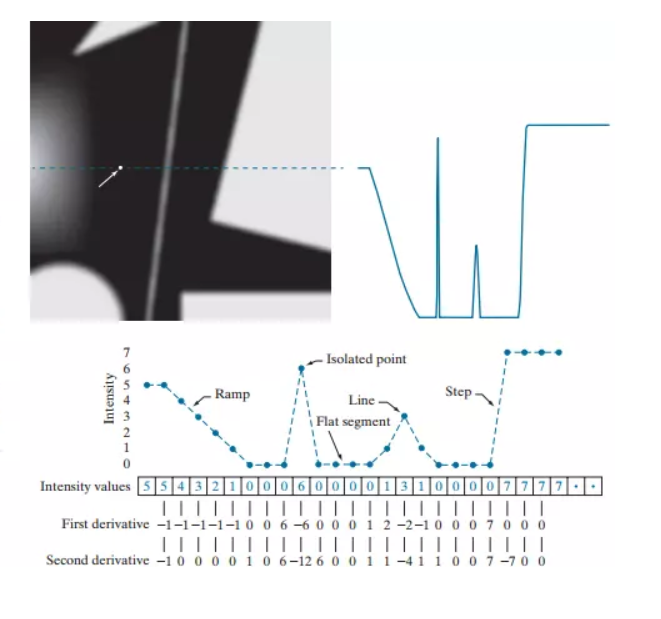 7
6
Isolated point
5
Ramp
4
Line
Step
3
Flat segment
2
1
0
Intensity
Intensity values 5 5 4 3 2 1 0 0 0 6 0 0 0 0 1 3 1 0 0 0 0 7 7 7 7 · ·
First derivative −1 −1 −1 −1 −1 0 0 6 −6 0 0 0 1 2 −2 −1 0 0 0 7 0 0 0
Second derivative −1 0 0 0 0 1 0 6 −12 6 0 0 1 1 −4 1 1 0 0 7 −7 0 0